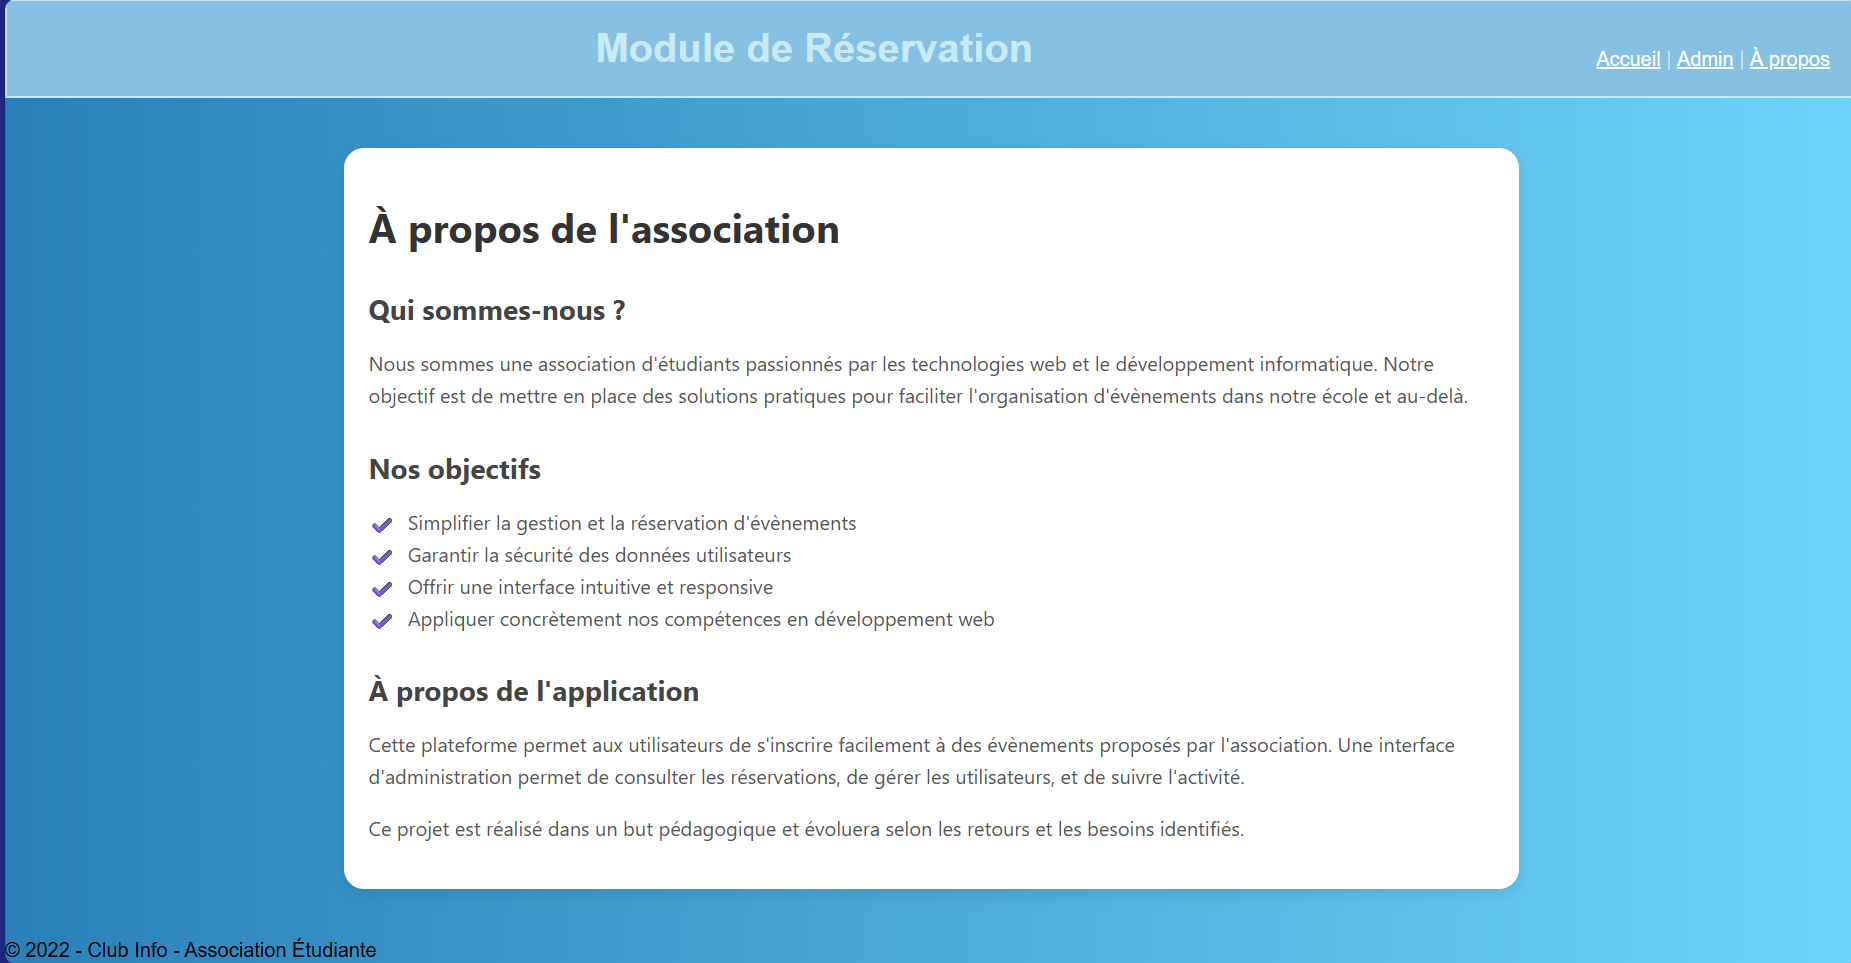 Module de Réservation
Accueil | Admin | À propos
À propos de l'association
Qui sommes-nous ?
Nous sommes une association d'étudiants passionnés par les technologies web et le développement informatique. Notre
objectif est de mettre en place des solutions pratiques pour faciliter l'organisation d'évènements dans notre école et au-delà.
Nos objectifs
Simplifier la gestion et la réservation d'évènements
Garantir la sécurité des données utilisateurs
Offrir une interface intuitive et responsive
Appliquer concrètement nos compétences en développement web
À propos de l'application
Cette plateforme permet aux utilisateurs de s'inscrire facilement à des évènements proposés par l'association. Une interface
d'administration permet de consulter les réservations, de gérer les utilisateurs, et de suivre l'activité.
Ce projet est réalisé dans un but pédagogique et évoluera selon les retours et les besoins identifiés.
© 2022 - Club Info - Association Étudiante